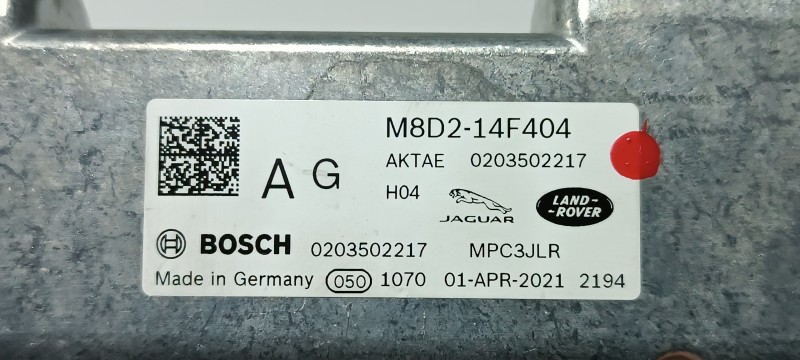 M8D2-14F404
A G
AKTAE 0203502217
H04
JAGUAR
LAND-
-ROVER
BOSCH 0203502217 MPC3JLR
Made in Germany 050 1070 01-APR-2021 2194